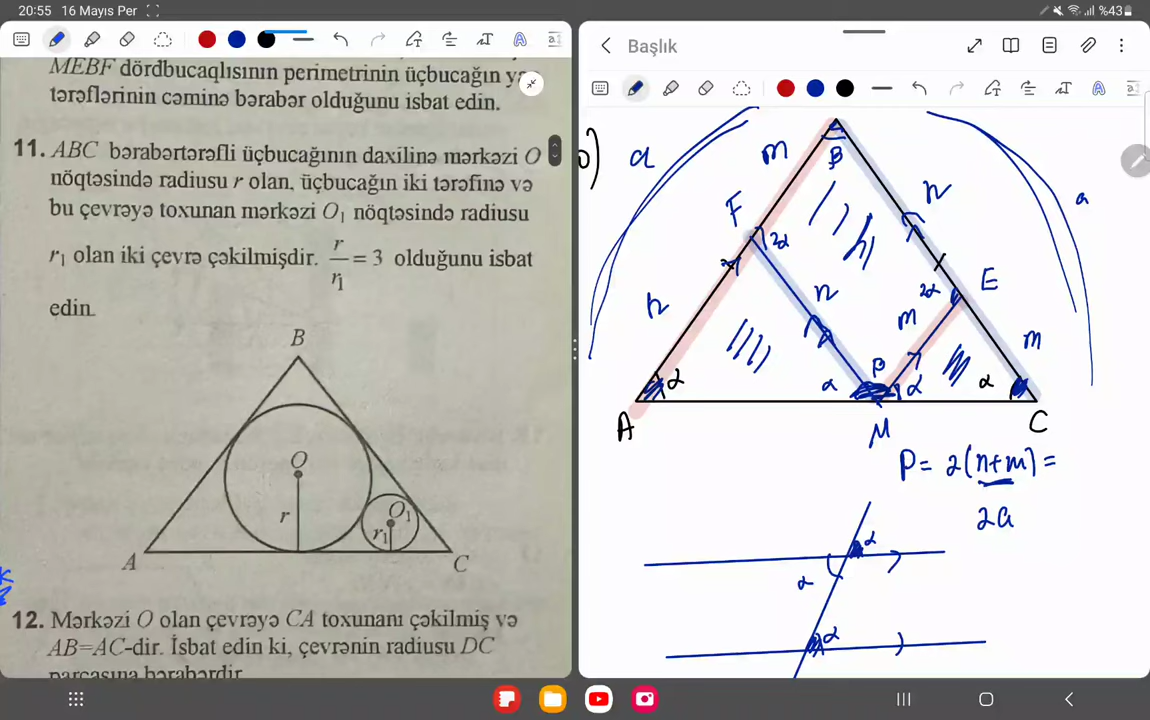 20:55 16 Mayıs Per
%43
MEBF dördbucaqlısının perimetrinin üçbucağın
tərəflərinin cəminə bərabər olduğunu isbat edin.
11. ABC bərabərtərəfli üçbucağının daxilinə mərkəzi O
nöqtəsində radiusu r olan, üçbucağın iki tərəfinə və
bu çevrəyə toxunan mərkəzi O₁ nöqtəsində radiusu
r₁ olan iki çevrə çəkilmişdir. r/r₁ = 3 olduğunu isbat
edin.
B
O
r
O₁
r₁
A
C
12. Mərkəzi O olan çevrəyə CA toxunanı çəkilmiş və
AB=AC-dir. İsbat edin ki, çevrənin radiusu DC
parçasına bərabərdir.
Başlık
a
m
β
n
a
F
2α
E
n
n
2α
m
m
α
α
β
α
α
A
M
C
P= 2(n+m)=
2a
α
α
α